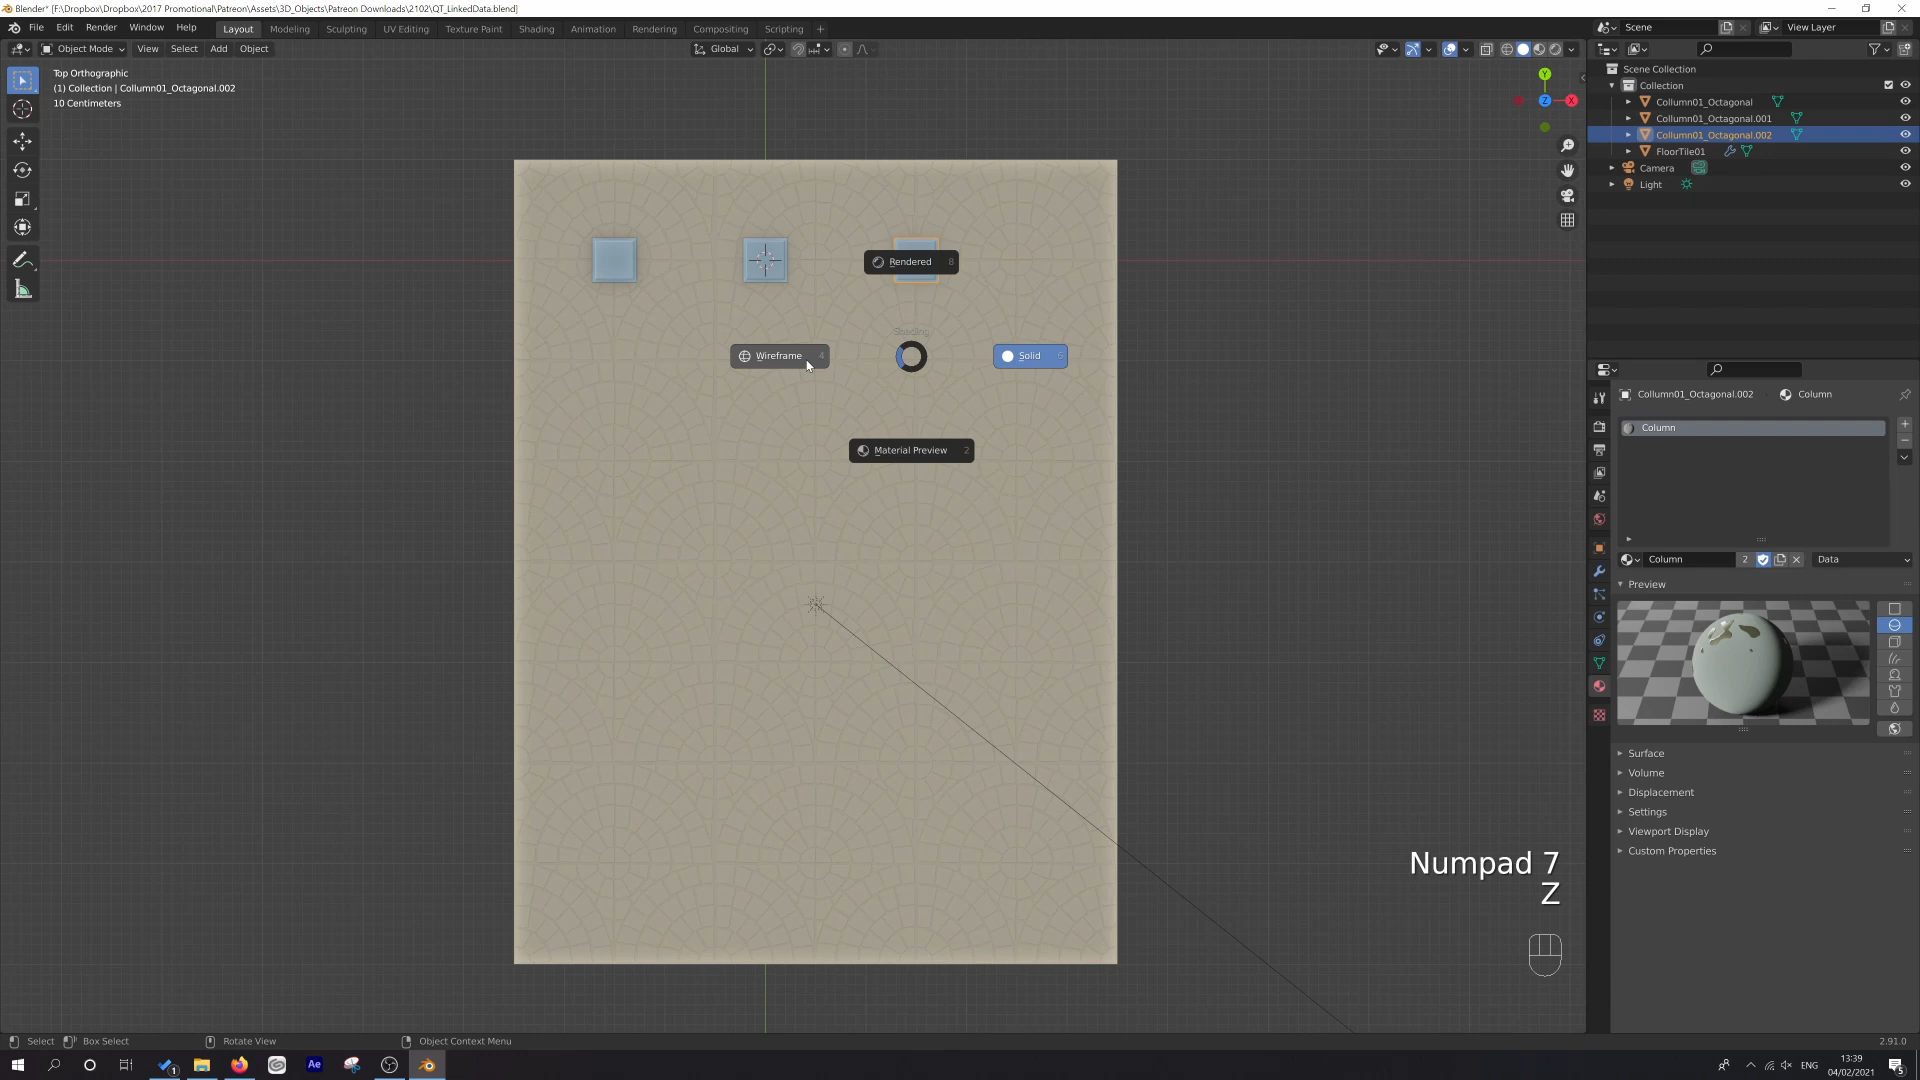 Blender* [F:\Dropbox\Dropbox\2017 Promotional\Patreon\Assets\3D_Objects\Patreon Downloads\2102\QT_LinkedData.blend]
File Edit Render Window Help Layout Modeling Sculpting UV Editing Texture Paint Shading Animation Rendering Compositing Scripting + Scene View Layer
Object Mode View Select Add Object Global
Top Orthographic
(1) Collection | Collumn01_Octagonal.002
10 Centimeters
Y
Z
X
Scene Collection
Collection
Collumn01_Octagonal
Collumn01_Octagonal.001
Collumn01_Octagonal.002
FloorTile01
Camera
Light
Rendered 8
Shading
Wireframe 4
Solid 6
Material Preview 2
Collumn01_Octagonal.002 Column
Column
Column 2 Data
Preview
Surface
Volume
Displacement
Settings
Viewport Display
Custom Properties
Numpad 7
Z
Select Box Select Rotate View Object Context Menu 2.91.0
1 Ae ENG 13:39
04/02/2021 5